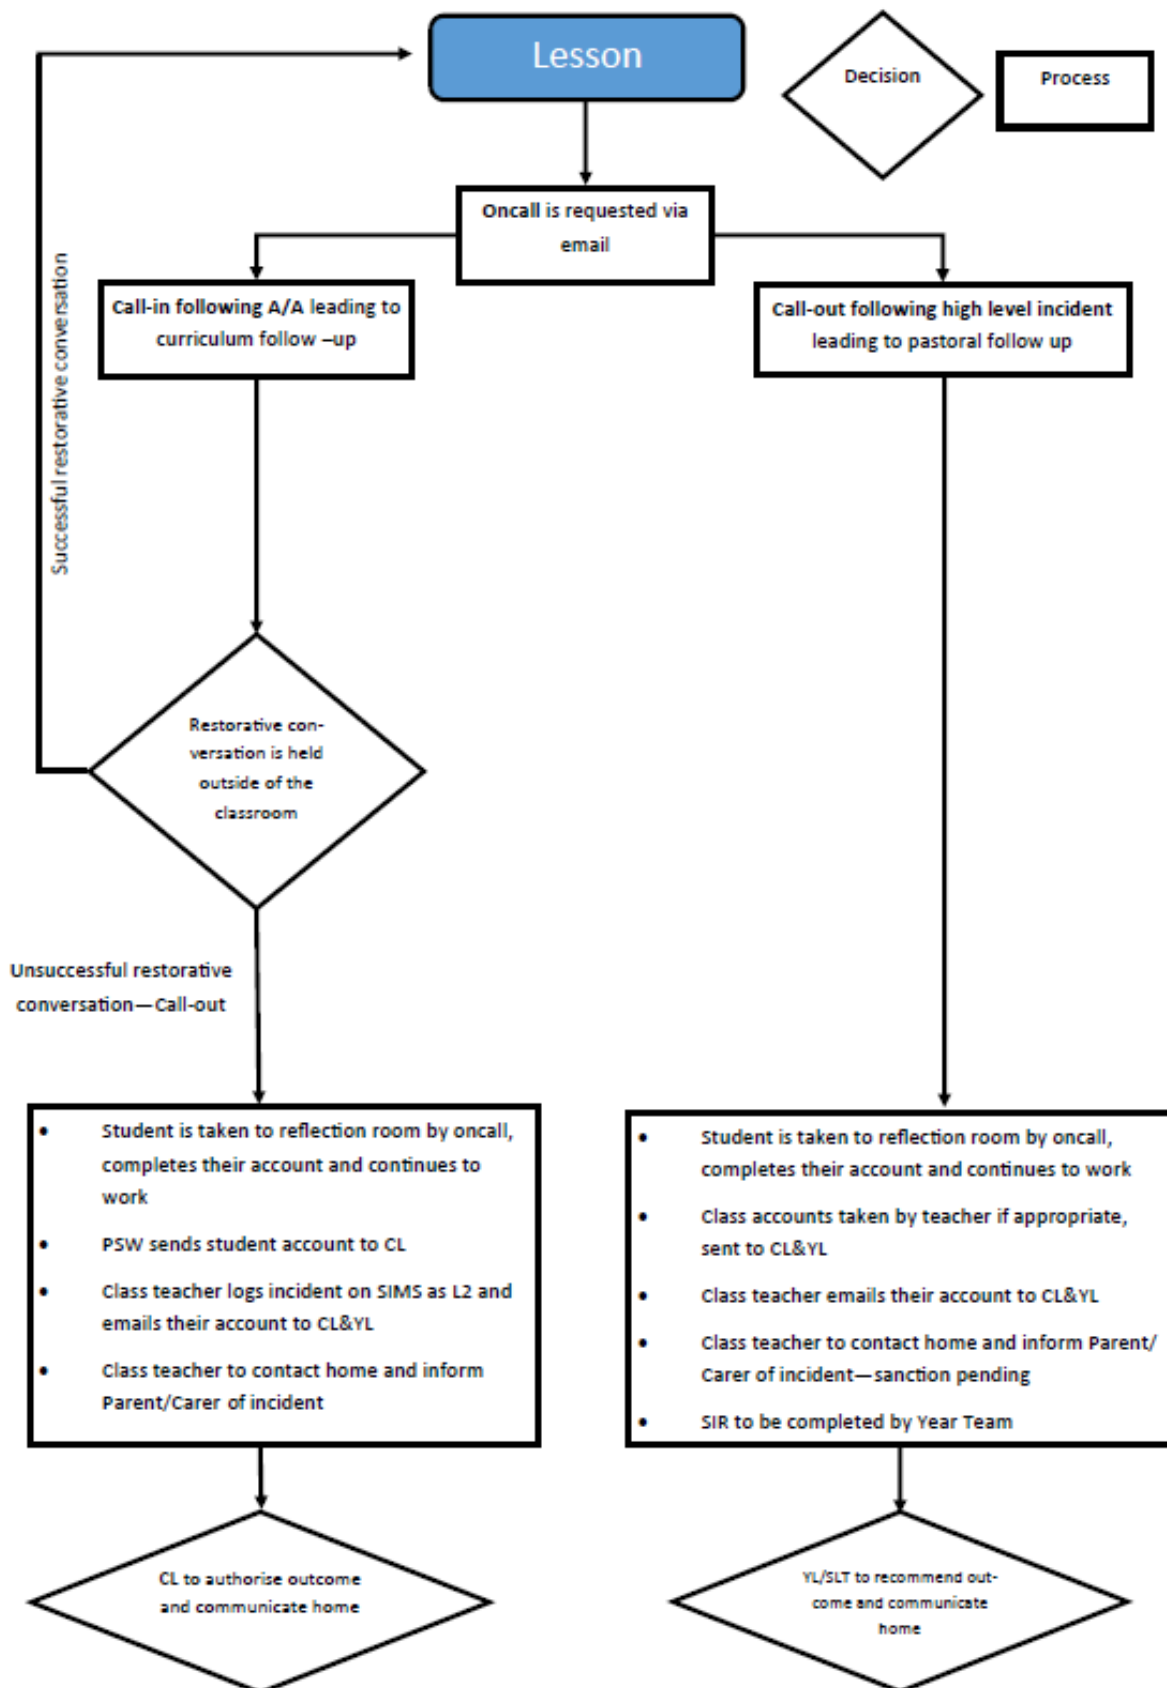 Lesson
Decision
Process
Oncall is requested via
email
Call-in following A/A leading to
curriculum follow –up
Call-out following high level incident
leading to pastoral follow up
Successful restorative conversation
Restorative con-
versation is held
outside of the
classroom
Unsuccessful restorative
conversation—Call-out
• Student is taken to reflection room by oncall,
completes their account and continues to
work
• PSW sends student account to CL
• Class teacher logs incident on SIMS as L2 and
emails their account to CL&YL
• Class teacher to contact home and inform
Parent/Carer of incident
• Student is taken to reflection room by oncall,
completes their account and continues to work
• Class accounts taken by teacher if appropriate,
sent to CL&YL
• Class teacher emails their account to CL&YL
• Class teacher to contact home and inform Parent/
Carer of incident—sanction pending
• SIR to be completed by Year Team
CL to authorise outcome
and communicate home
YL/SLT to recommend out-
come and communicate
home